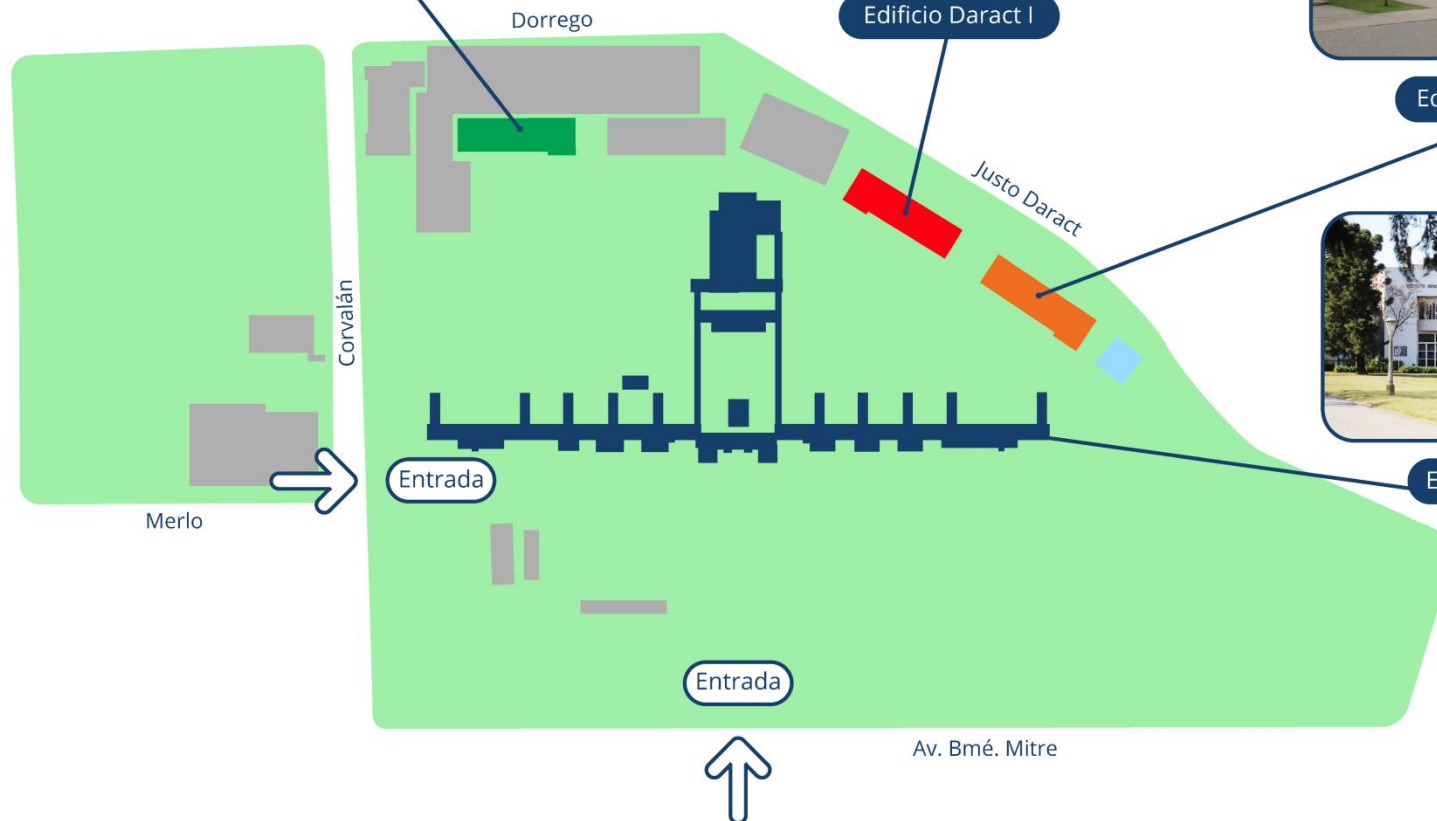 Dorrego
Edificio Daract I
Justo Daract
Corvalán
Entrada
Merlo
Entrada
Av. Bmé. Mitre